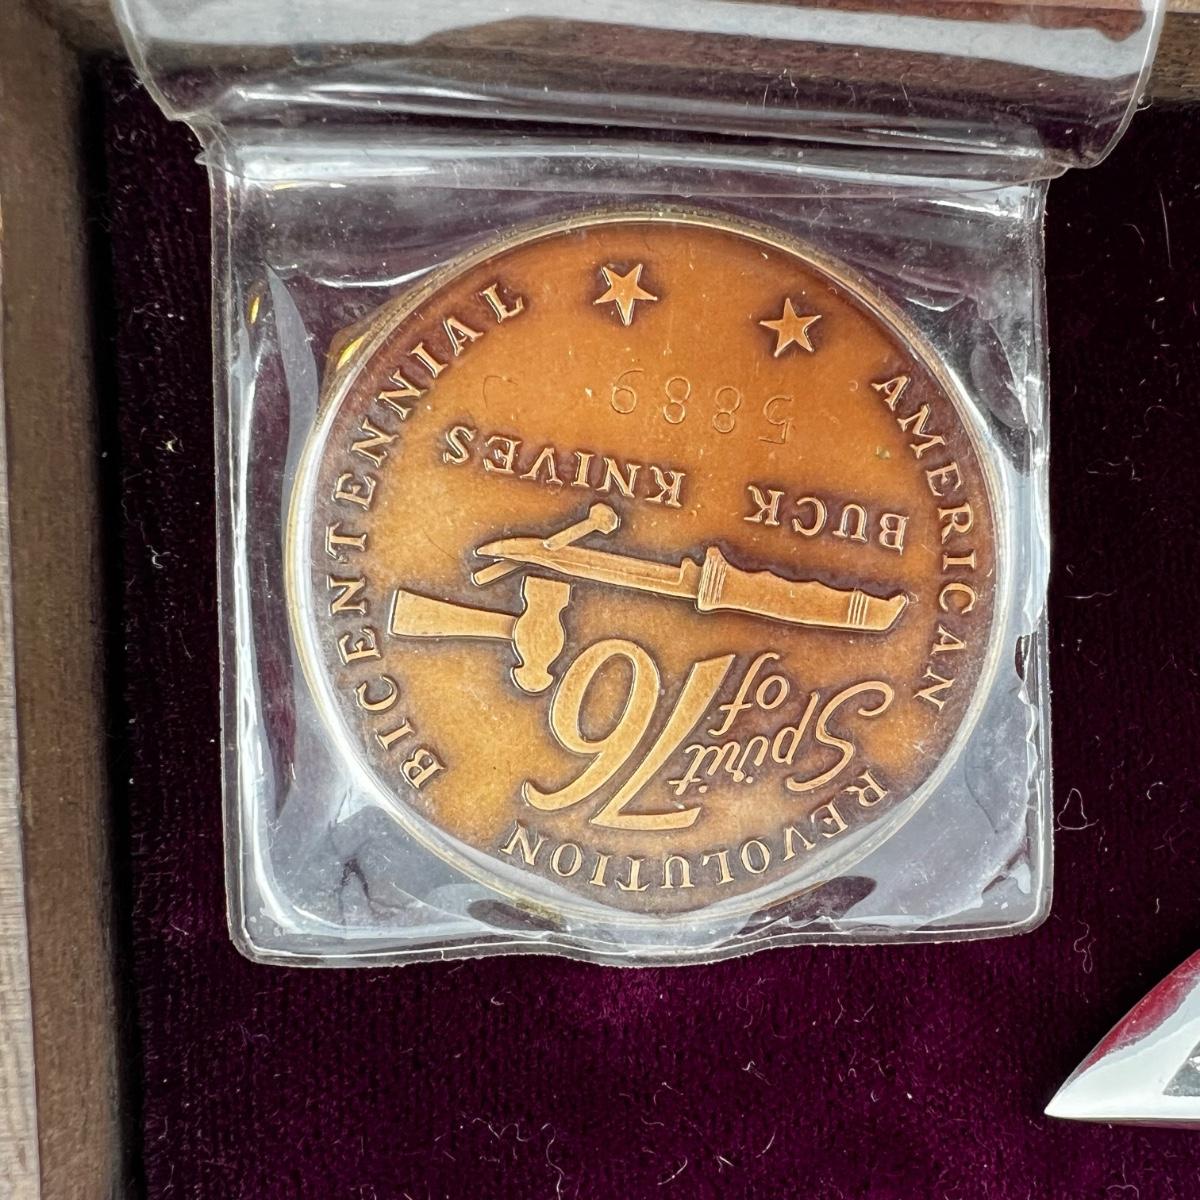 AMERICAN REVOLUTION BICENTENNIAL
Spirit
of
76
BUCK KNIVES
5889